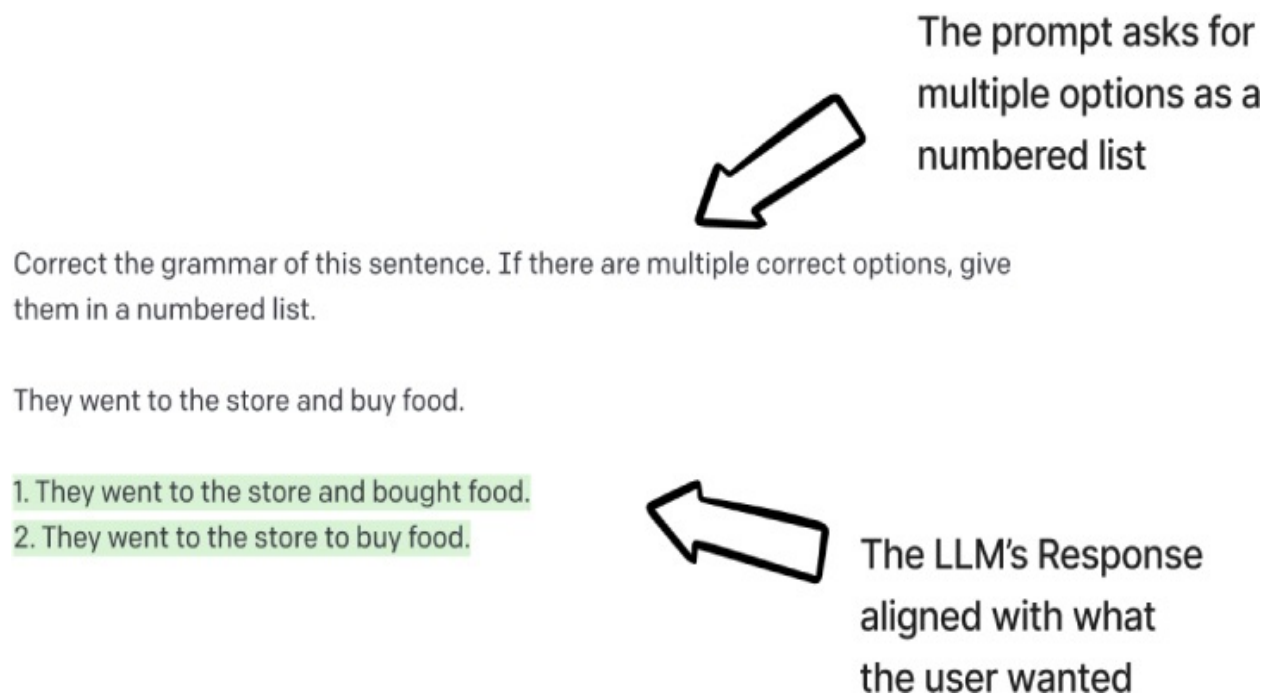 The prompt asks for
multiple options as a
numbered list
Correct the grammar of this sentence. If there are multiple correct options, give
them in a numbered list.
They went to the store and buy food.
1. They went to the store and bought food.
2. They went to the store to buy food.
The LLM's Response
aligned with what
the user wanted